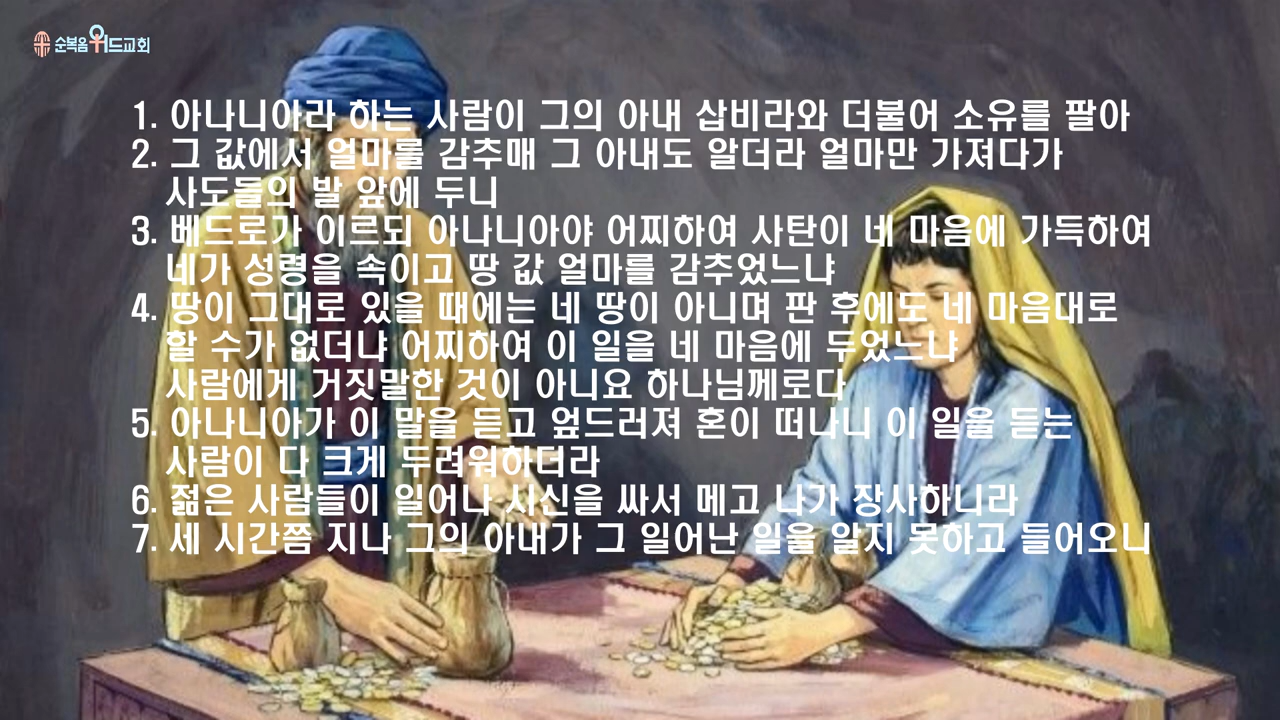 순복음위드교회
1. 아나니아라 하는 사람이 그의 아내 삽비라와 더불어 소유를 팔아
2. 그 값에서 얼마를 감추매 그 아내도 알더라 얼마만 가져다가
사도들의 발 앞에 두니
3. 베드로가 이르되 아나니아야 어찌하여 사탄이 네 마음에 가득하여
네가 성령을 속이고 땅 값 얼마를 감추었느냐
4. 땅이 그대로 있을 때에는 네 땅이 아니며 판 후에도 네 마음대로
할 수가 없더냐 어찌하여 이 일을 네 마음에 두었느냐
사람에게 거짓말한 것이 아니요 하나님께로다
5. 아나니아가 이 말을 듣고 엎드러져 혼이 떠나니 이 일을 듣는
사람이 다 크게 두려워하더라
6. 젊은 사람들이 일어나 시신을 싸서 메고 나가 장사하니라
7. 세 시간쯤 지나 그의 아내가 그 일어난 일을 알지 못하고 들어오니